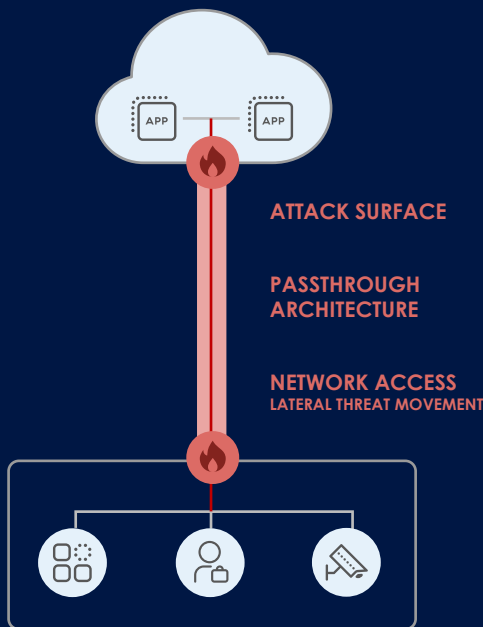 APP
APP
ATTACK SURFACE
PASSTHROUGH
ARCHITECTURE
NETWORK ACCESS
LATERAL THREAT MOVEMENT